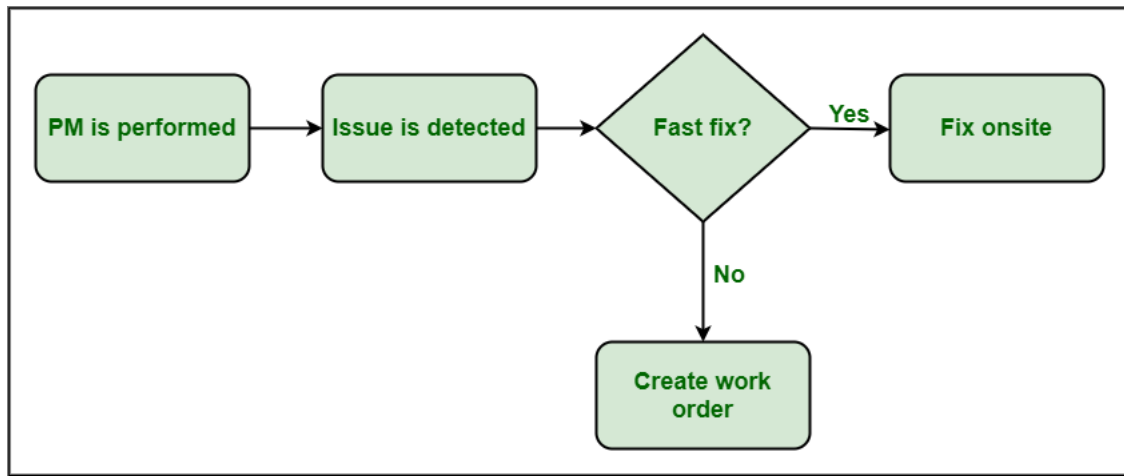 PM is performed
Issue is detected
Fast fix?
Yes
Fix onsite
No
Create work
order